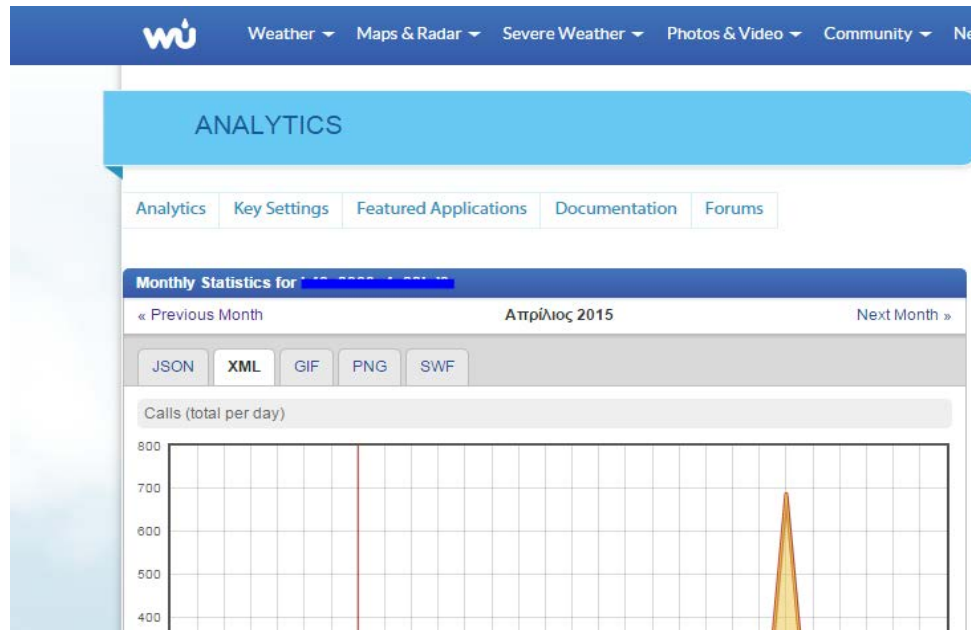 wu Weather Maps & Radar Severe Weather Photos & Video Community Ne
ANALYTICS
Analytics Key Settings Featured Applications Documentation Forums
Monthly Statistics for
« Previous Month Απρίλιος 2015 Next Month »
JSON XML GIF PNG SWF
Calls (total per day)
800
700
600
500
400